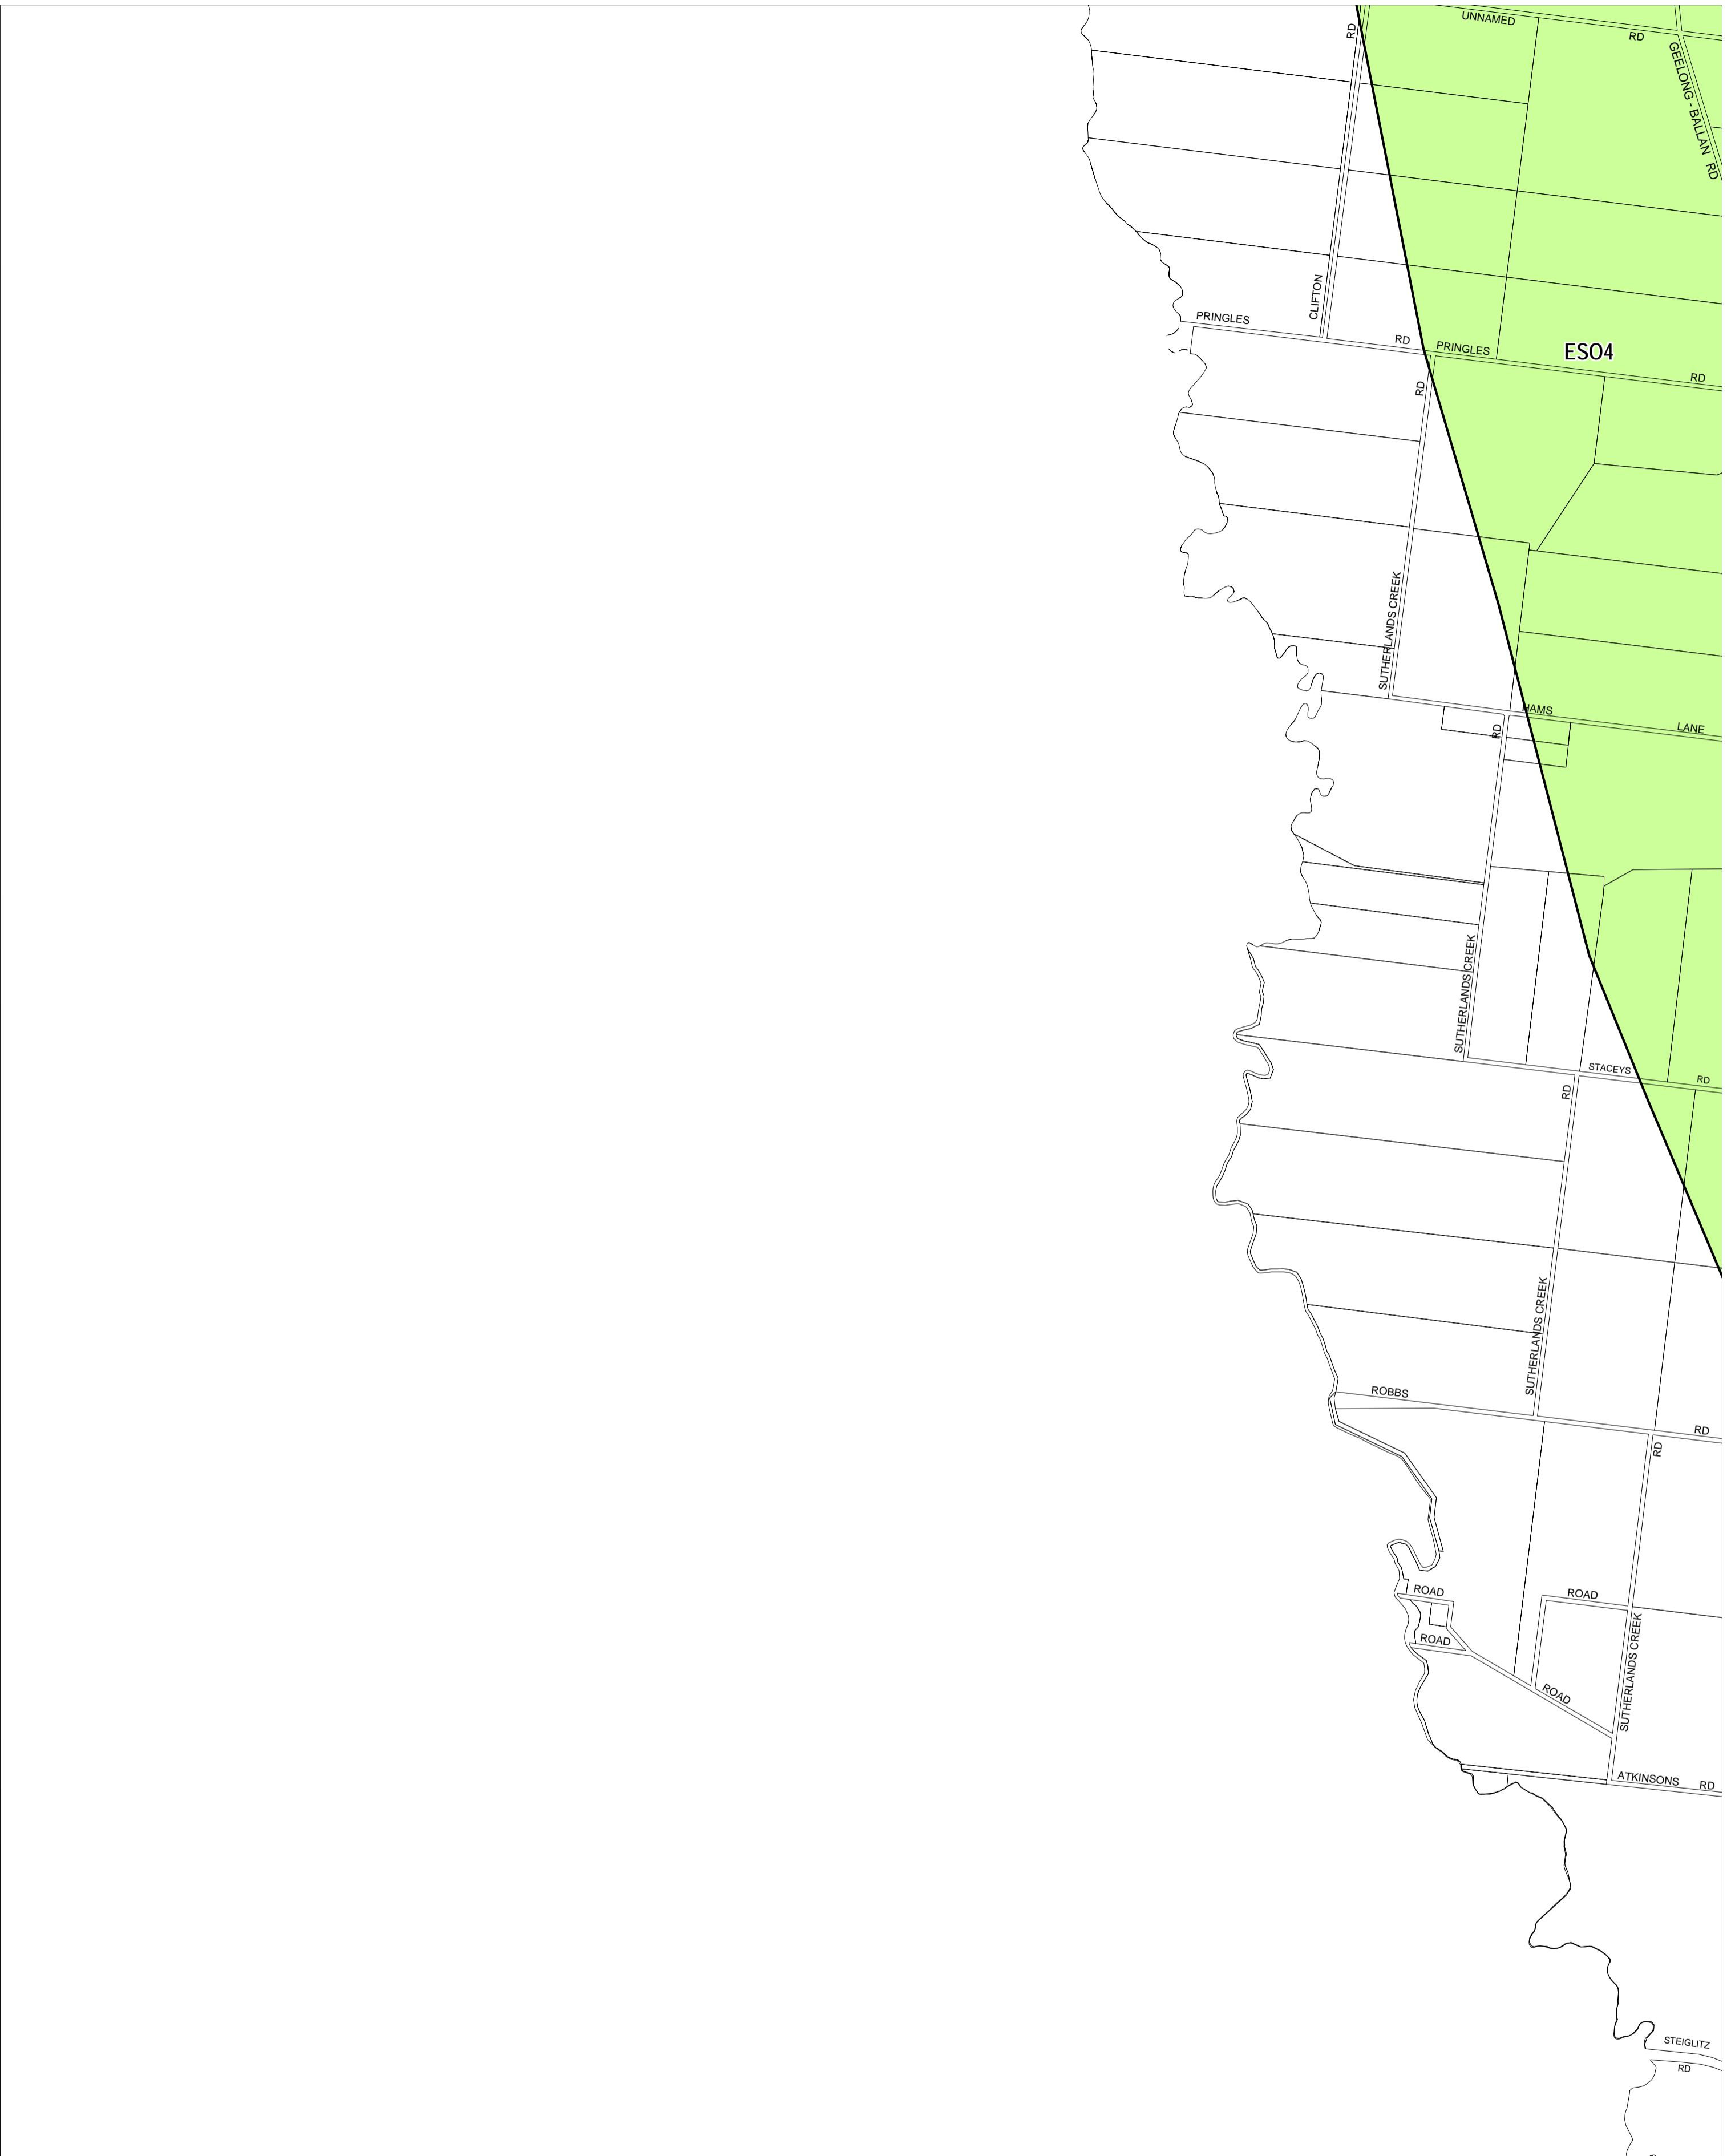 UNNAMED
RD
RD
GEELONG - BALLAN RD
CLIFTON
PRINGLES
RD
PRINGLES
RD
ESO4
RD
SUTHERLANDS CREEK
HAMS
LANE
RD
SUTHERLANDS CREEK
STACEYS
RD
RD
SUTHERLANDS CREEK
ROBBS
RD
RD
ROAD
ROAD
ROAD
SUTHERLANDS CREEK
ROAD
ATKINSONS RD
STEIGLITZ
RD